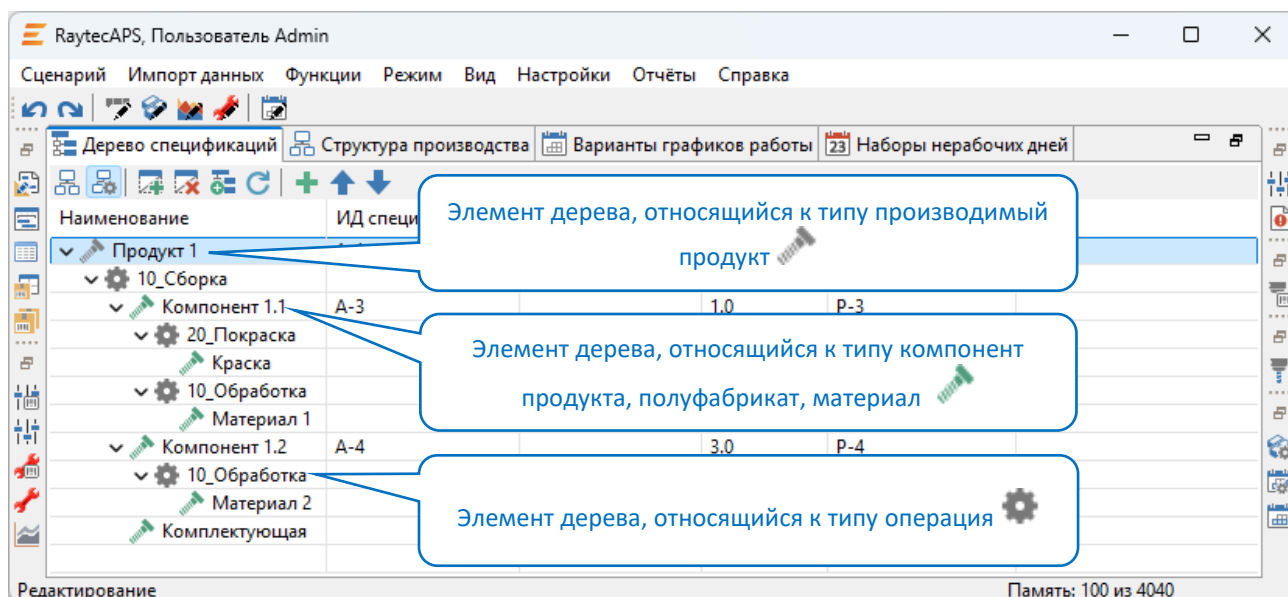 RaytecAPS, Пользователь Admin
Сценарий Импорт данных Функции Режим Вид Настройки Отчёты Справка
Дерево спецификаций Структура производства Варианты графиков работы 23 Наборы нерабочих дней
Наименование ИД специ
Элемент дерева, относящийся к типу производимый
продукт
Продукт 1
10_Сборка
Компонент 1.1 A-3 1.0 P-3
20_Покраска
Элемент дерева, относящийся к типу компонент
продукта, полуфабрикат, материал
Краска
10_Обработка
Материал 1
Компонент 1.2 A-4 3.0 P-4
10_Обработка
Элемент дерева, относящийся к типу операция
Материал 2
Комплектующая
Редактирование Память: 100 из 4040